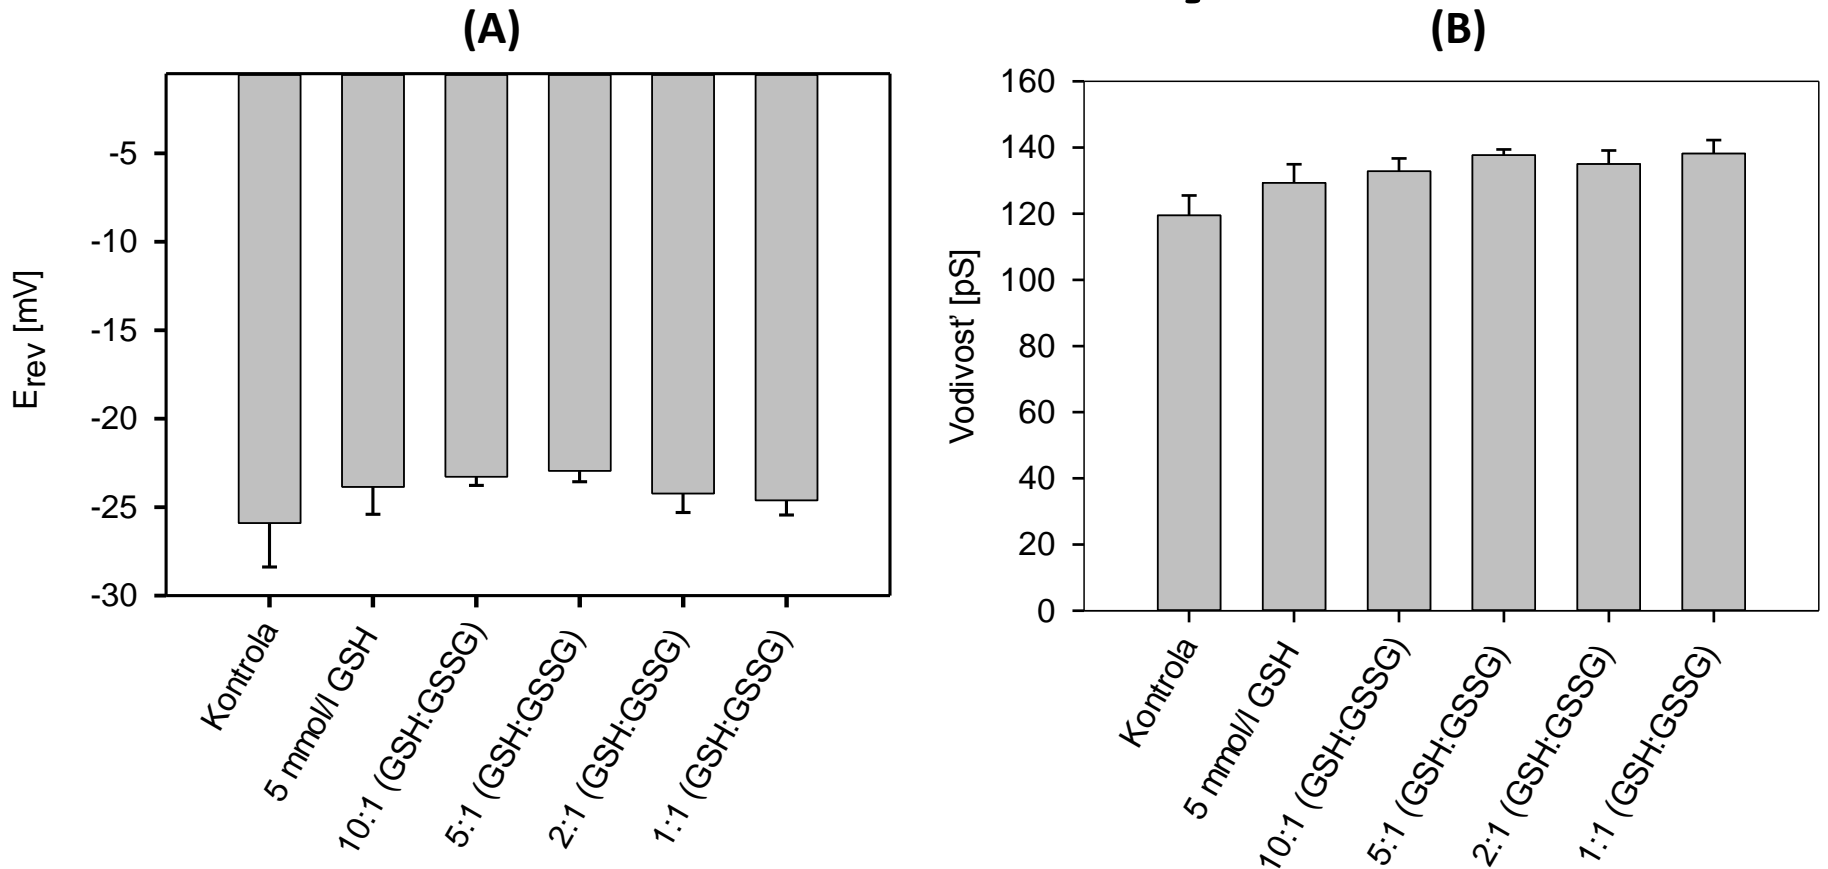 (A)
-5
-10
-15
-20
-25
-30
Erev [mV]
Kontrola
5 mmol/l GSH
10:1 (GSH:GSSG)
5:1 (GSH:GSSG)
2:1 (GSH:GSSG)
1:1 (GSH:GSSG)
(B)
160
140
120
100
80
60
40
20
0
Vodivosť [pS]
Kontrola
5 mmol/l GSH
10:1 (GSH:GSSG)
5:1 (GSH:GSSG)
2:1 (GSH:GSSG)
1:1 (GSH:GSSG)